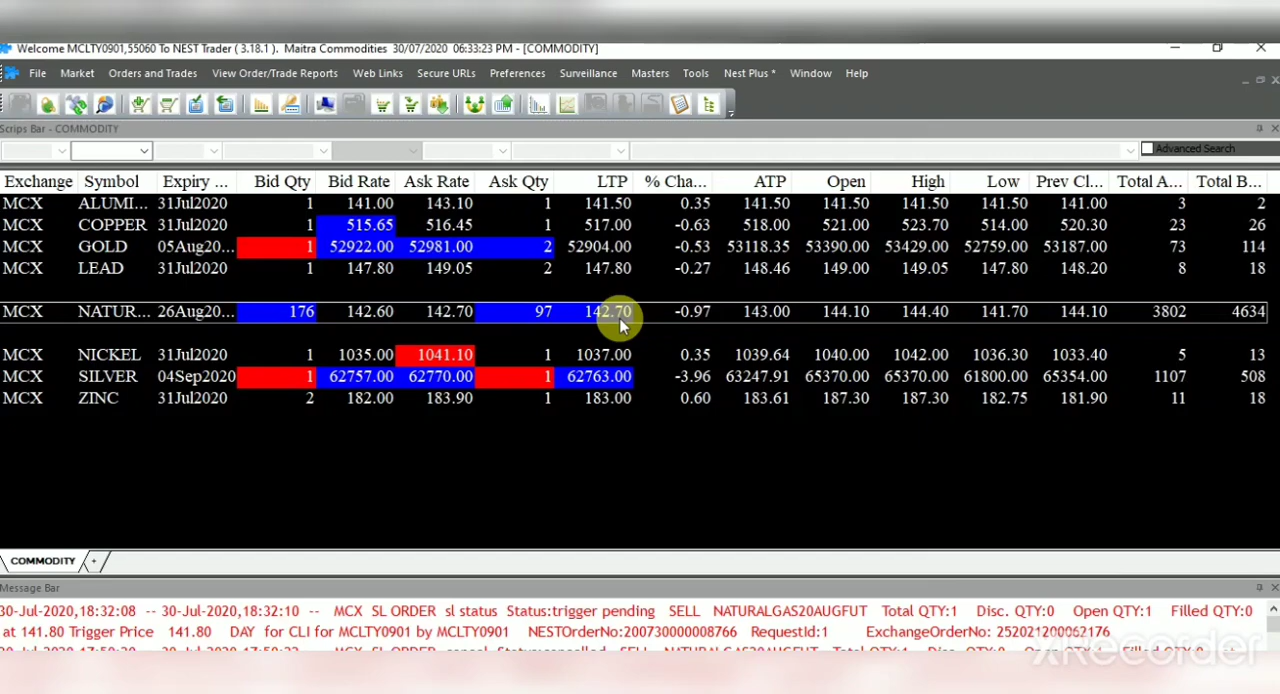 Welcome MCLTY0901,55060 To NEST Trader ( 3.18.1 ). Maitra Commodities 30/07/2020 06:33:23 PM - [COMMODITY]
File Market Orders and Trades View Order/Trade Reports Web Links Secure URLs Preferences Surveillance Masters Tools Nest Plus * Window Help
Scrips Bar - COMMODITY
Advanced Search
Exchange Symbol Expiry ... Bid Qty Bid Rate Ask Rate Ask Qty LTP % Cha... ATP Open High Low Prev Cl... Total A... Total B...
MCX ALUMI... 31Jul2020 1 141.00 143.10 1 141.50 0.35 141.50 141.50 141.50 141.50 141.00 3 2
MCX COPPER 31Jul2020 1 515.65 516.45 1 517.00 -0.63 518.00 521.00 523.70 514.00 520.30 23 26
MCX GOLD 05Aug20... 1 52922.00 52981.00 2 52904.00 -0.53 53118.35 53390.00 53429.00 52759.00 53187.00 73 114
MCX LEAD 31Jul2020 1 147.80 149.05 2 147.80 -0.27 148.46 149.00 149.05 147.80 148.20 8 18
MCX NATUR... 26Aug20... 176 142.60 142.70 97 142.70 -0.97 143.00 144.10 144.40 141.70 144.10 3802 4634
MCX NICKEL 31Jul2020 1 1035.00 1041.10 1 1037.00 0.35 1039.64 1040.00 1042.00 1036.30 1033.40 5 13
MCX SILVER 04Sep2020 1 62757.00 62770.00 1 62763.00 -3.96 63247.91 65370.00 65370.00 61800.00 65354.00 1107 508
MCX ZINC 31Jul2020 2 182.00 183.90 1 183.00 0.60 183.61 187.30 187.30 182.75 181.90 11 18
COMMODITY +
Message Bar
30-Jul-2020,18:32:08 -- 30-Jul-2020,18:32:10 -- MCX SL ORDER sl status Status:trigger pending SELL NATURALGAS20AUGFUT Total QTY:1 Disc. QTY:0 Open QTY:1 Filled QTY:0
at 141.80 Trigger Price 141.80 DAY for CLI for MCLTY0901 by MCLTY0901 NESTOrderNo:200730000008766 RequestId:1 ExchangeOrderNo: 252021200062176
XRecorder